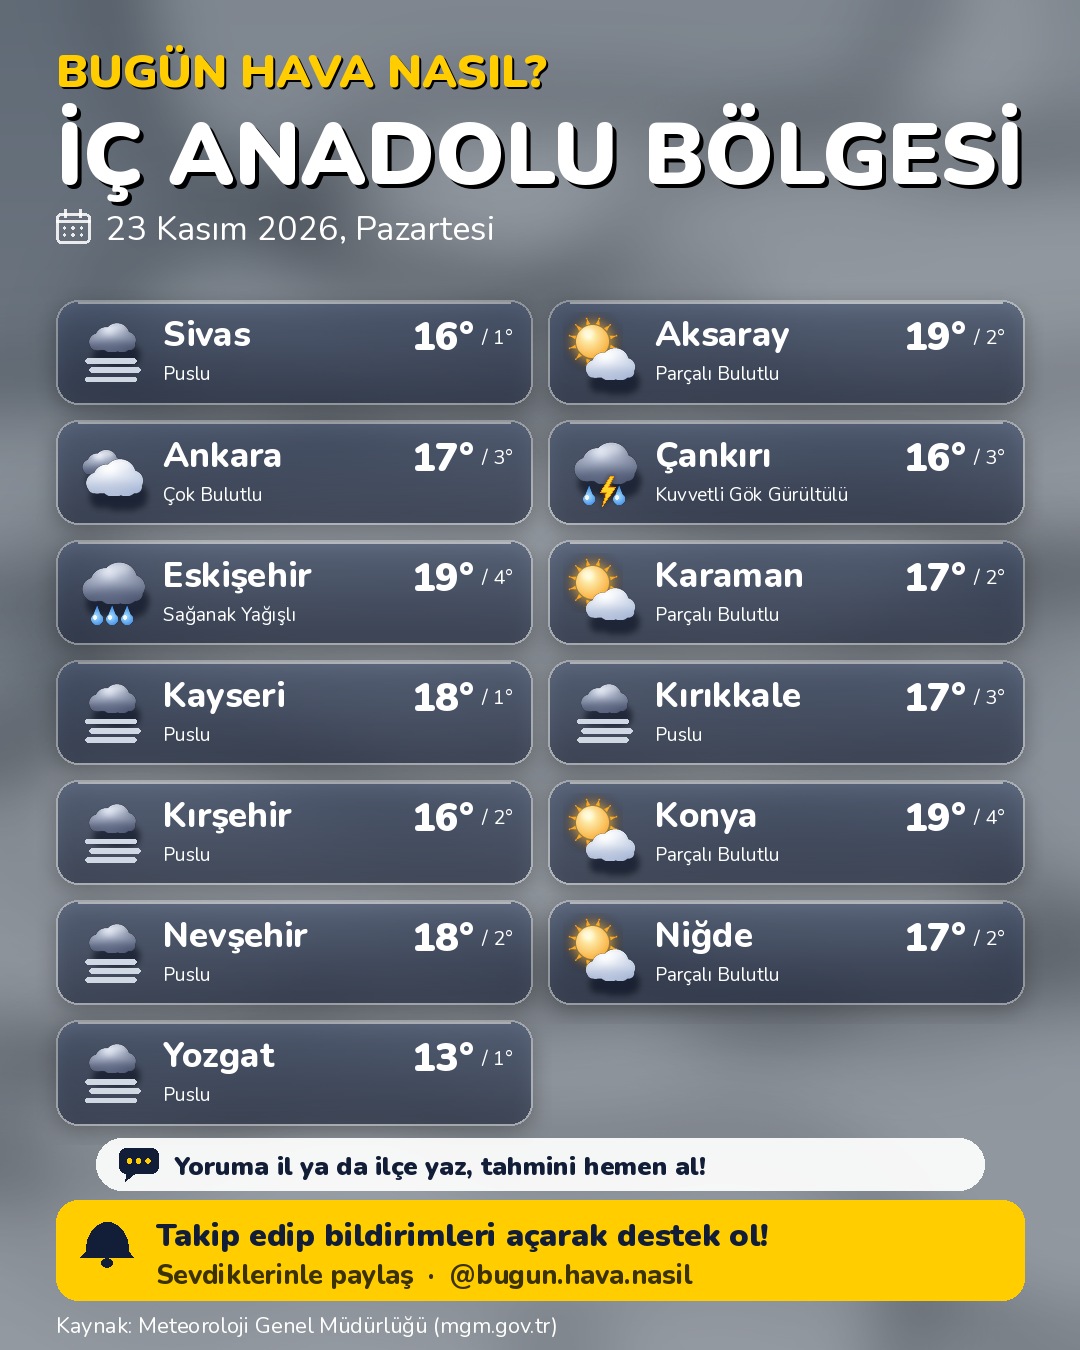 BUGÜN HAVA NASIL?
İÇ ANADOLU BÖLGESİ
23 Kasım 2026, Pazartesi
Sivas 16° / 1°
Puslu
Aksaray 19° / 2°
Parçalı Bulutlu
Ankara 17° / 3°
Çok Bulutlu
Çankırı 16° / 3°
Kuvvetli Gök Gürültülü
Eskişehir 19° / 4°
Sağanak Yağışlı
Karaman 17° / 2°
Parçalı Bulutlu
Kayseri 18° / 1°
Puslu
Kırıkkale 17° / 3°
Puslu
Kırşehir 16° / 2°
Puslu
Konya 19° / 4°
Parçalı Bulutlu
Nevşehir 18° / 2°
Puslu
Niğde 17° / 2°
Parçalı Bulutlu
Yozgat 13° / 1°
Puslu
Yoruma il ya da ilçe yaz, tahmini hemen al!
Takip edip bildirimleri açarak destek ol!
Sevdiklerinle paylaş · @bugun.hava.nasil
Kaynak: Meteoroloji Genel Müdürlüğü (mgm.gov.tr)